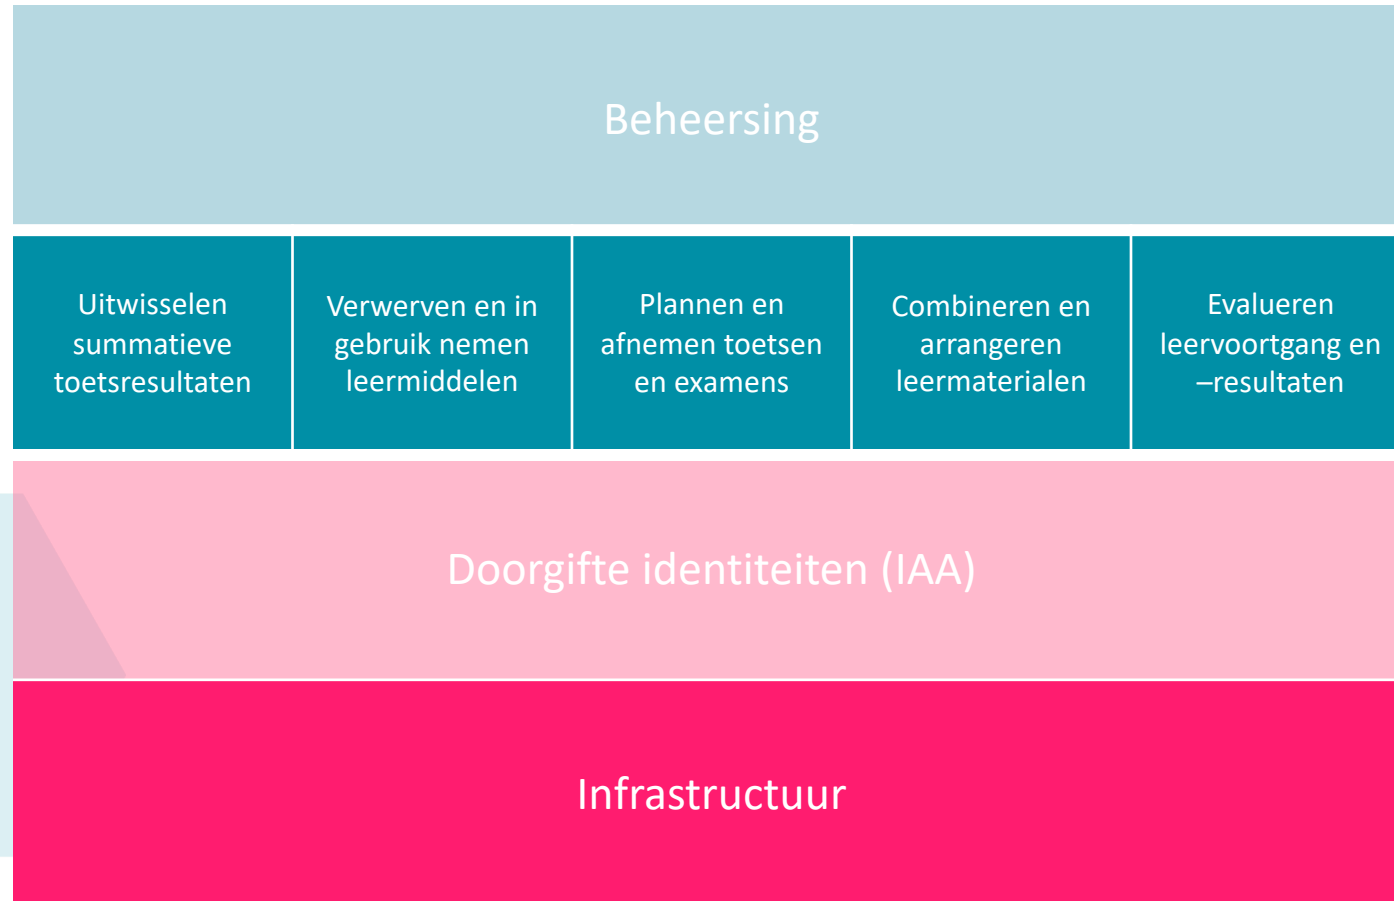 Beheersing
Uitwisselen
summatieve
toetsresultaten
Verwerven en in
gebruik nemen
leermiddelen
Plannen en
afnemen toetsen
en examens
Combineren en
arrangeren
leermaterialen
Evalueren
leervoortgang en
–resultaten
Doorgifte identiteiten (IAA)
Infrastructuur